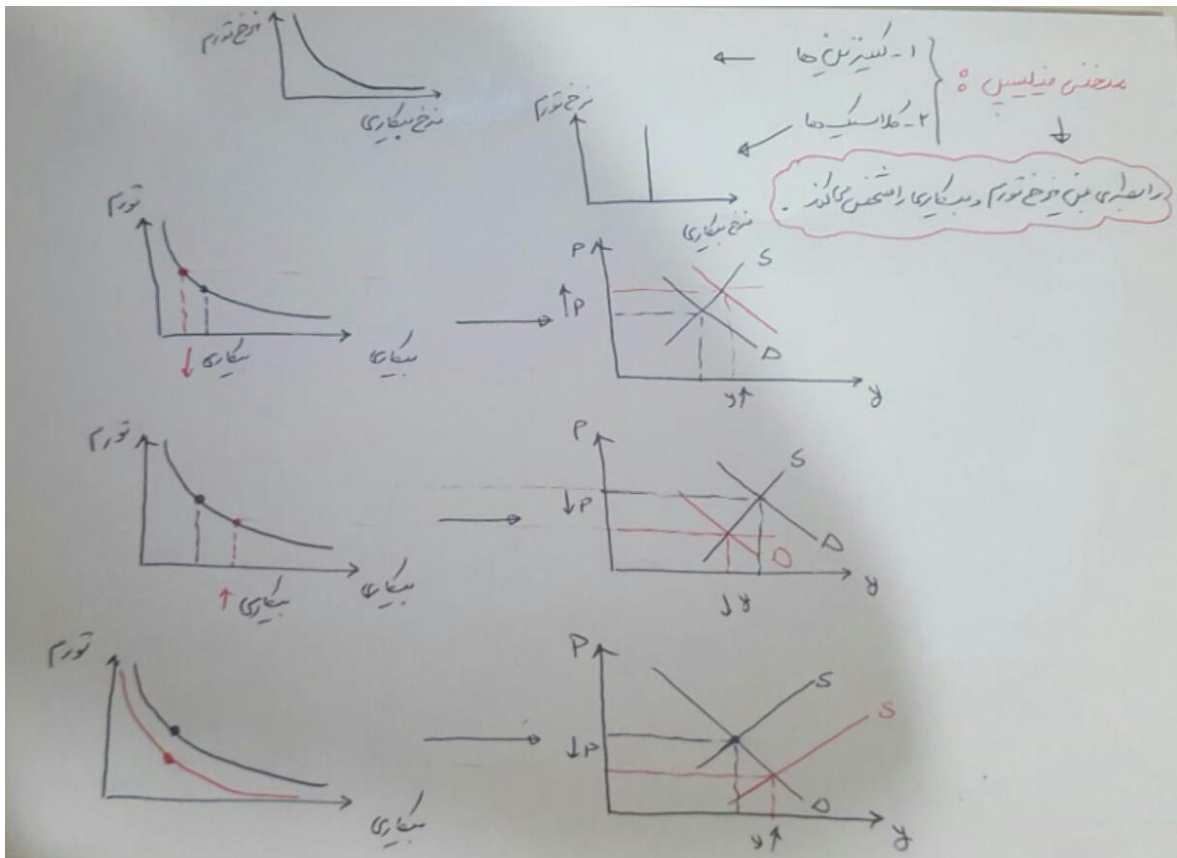 منحنی فیلیپس :
۱- کینزین ها
۲- کلاسیک ها
رابطه‌ی بین نرخ تورم و بیکاری را مشخص می‌کند .
نرخ تورم
نرخ بیکاری
نرخ تورم
نرخ بیکاری
تورم
بیکاری
↓ بیکاری
P
↑P
S
D
y↑
y
تورم
بیکاری
↑ بیکاری
P
↓P
S
D
D
↓y
y
تورم
بیکاری
P
↓P
S
S
D
y↑
y